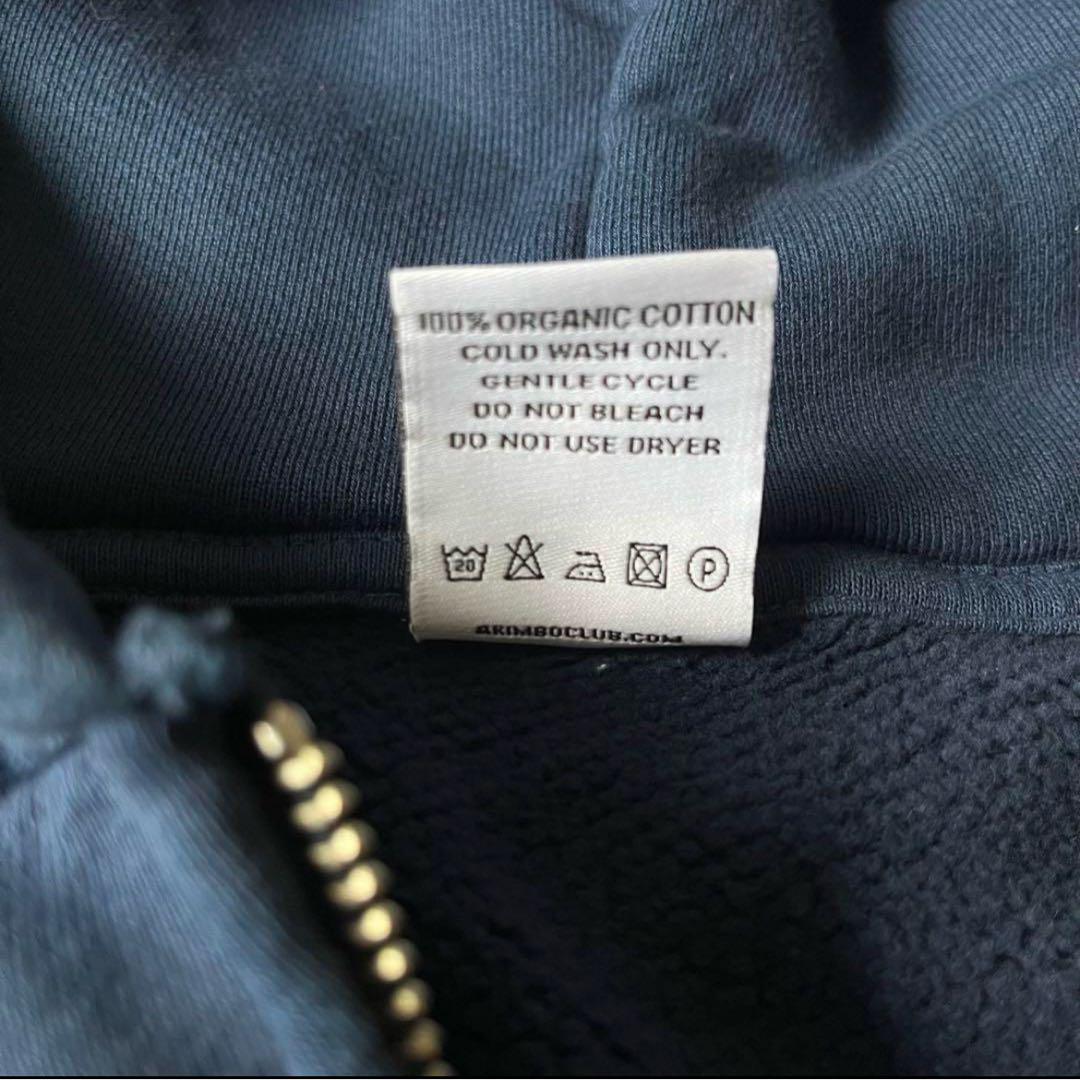 100% ORGANIC COTTON
COLD WASH ONLY.
GENTLE CYCLE
DO NOT BLEACH
DO NOT USE DRYER
20 P
AKIMBOCLUB.COM